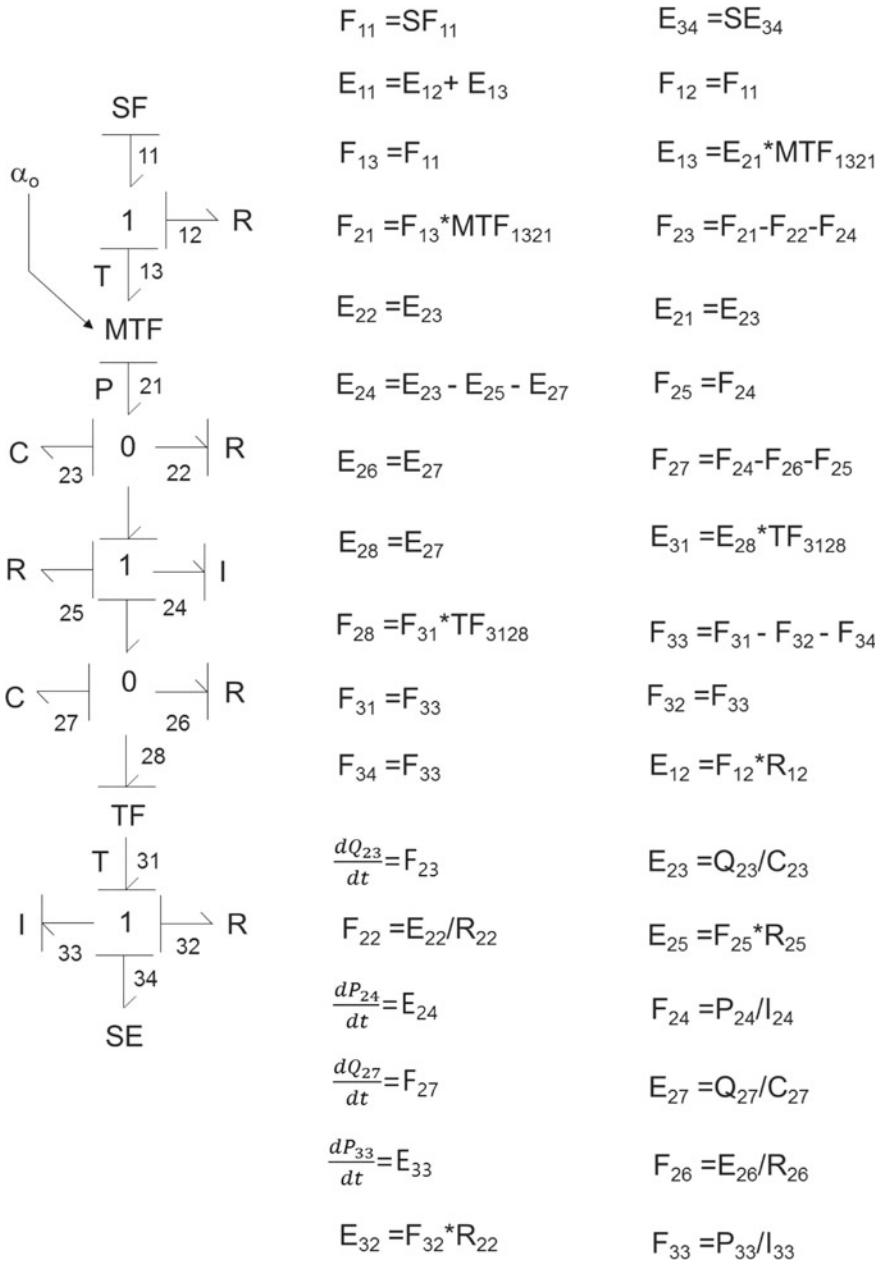 SF
11
α₀
1
12
R
T
13
MTF
P
21
C
23
0
22
R
R
25
1
24
I
C
27
0
26
R
28
TF
T
31
I
33
1
32
R
34
SE
F₁₁ =SF₁₁
E₃₄ =SE₃₄
E₁₁ =E₁₂+ E₁₃
F₁₂ =F₁₁
F₁₃ =F₁₁
E₁₃ =E₂₁*MTF₁₃₂₁
F₂₁ =F₁₃*MTF₁₃₂₁
F₂₃ =F₂₁-F₂₂-F₂₄
E₂₂ =E₂₃
E₂₁ =E₂₃
E₂₄ =E₂₃ - E₂₅ - E₂₇
F₂₅ =F₂₄
E₂₆ =E₂₇
F₂₇ =F₂₄-F₂₆-F₂₅
E₂₈ =E₂₇
E₃₁ =E₂₈*TF₃₁₂₈
F₂₈ =F₃₁*TF₃₁₂₈
F₃₃ =F₃₁ - F₃₂ - F₃₄
F₃₁ =F₃₃
F₃₂ =F₃₃
F₃₄ =F₃₃
E₁₂ =F₁₂*R₁₂
dQ₂₃/dt =F₂₃
E₂₃ =Q₂₃/C₂₃
F₂₂ =E₂₂/R₂₂
E₂₅ =F₂₅*R₂₅
dP₂₄/dt =E₂₄
F₂₄ =P₂₄/I₂₄
dQ₂₇/dt =F₂₇
E₂₇ =Q₂₇/C₂₇
dP₃₃/dt =E₃₃
F₂₆ =E₂₆/R₂₆
E₃₂ =F₃₂*R₂₂
F₃₃ =P₃₃/I₃₃